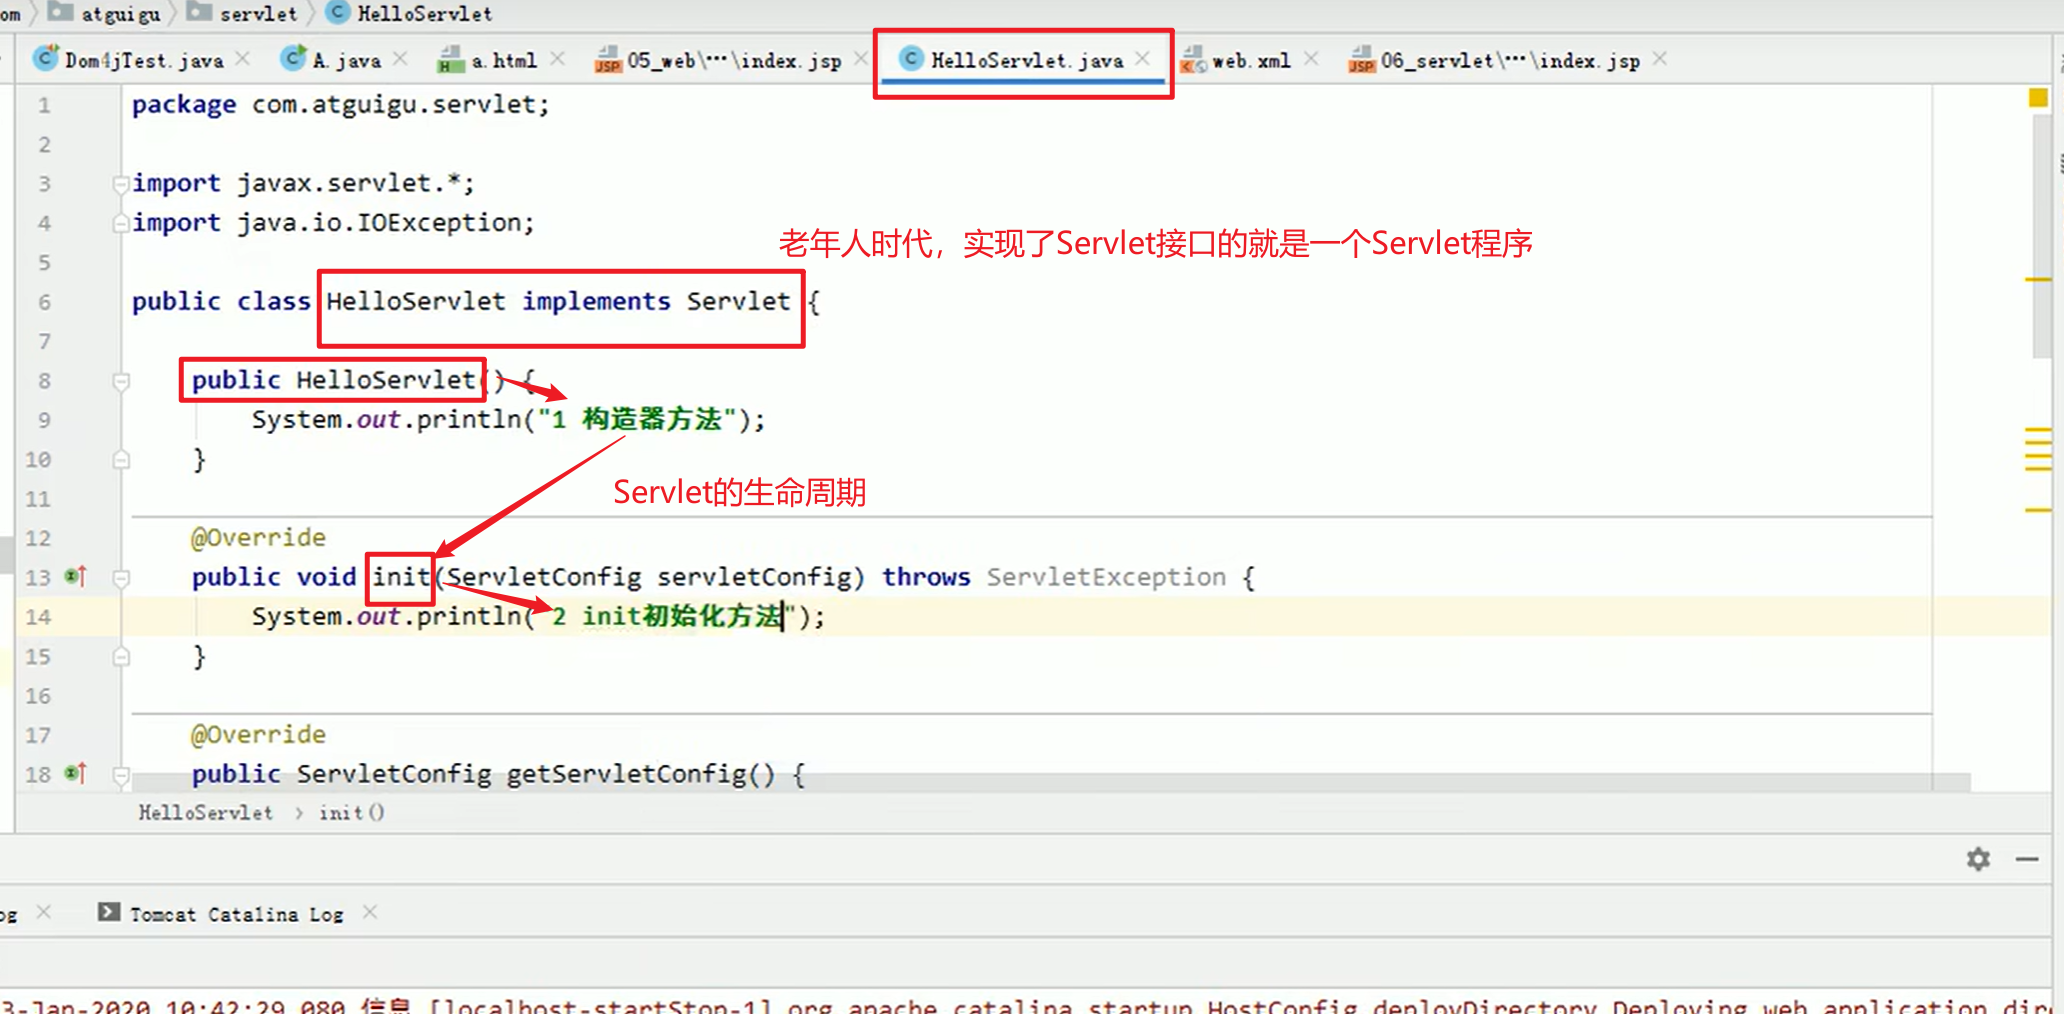 om atguigu servlet HelloServlet
Dom4jTest.java A.java a.html 05_web\…\index.jsp HelloServlet.java web.xml 06_servlet\…\index.jsp
1 package com.atguigu.servlet;
2
3 import javax.servlet.*;
4 import java.io.IOException;
老年人时代，实现了Servlet接口的就是一个Servlet程序
5
6 public class HelloServlet implements Servlet {
7
8 public HelloServlet() {
9 System.out.println("1 构造器方法");
10 }
Servlet的生命周期
11
12 @Override
13 public void init(ServletConfig servletConfig) throws ServletException {
14 System.out.println("2 init初始化方法");
15 }
16
17 @Override
18 public ServletConfig getServletConfig() {
HelloServlet › init()
og Tomcat Catalina Log
3-Jan-2020 10:42:29.080 信息 [localhost-startStop-1] org.apache.catalina.startup.HostConfig.deployDirectory Deploying web application dire